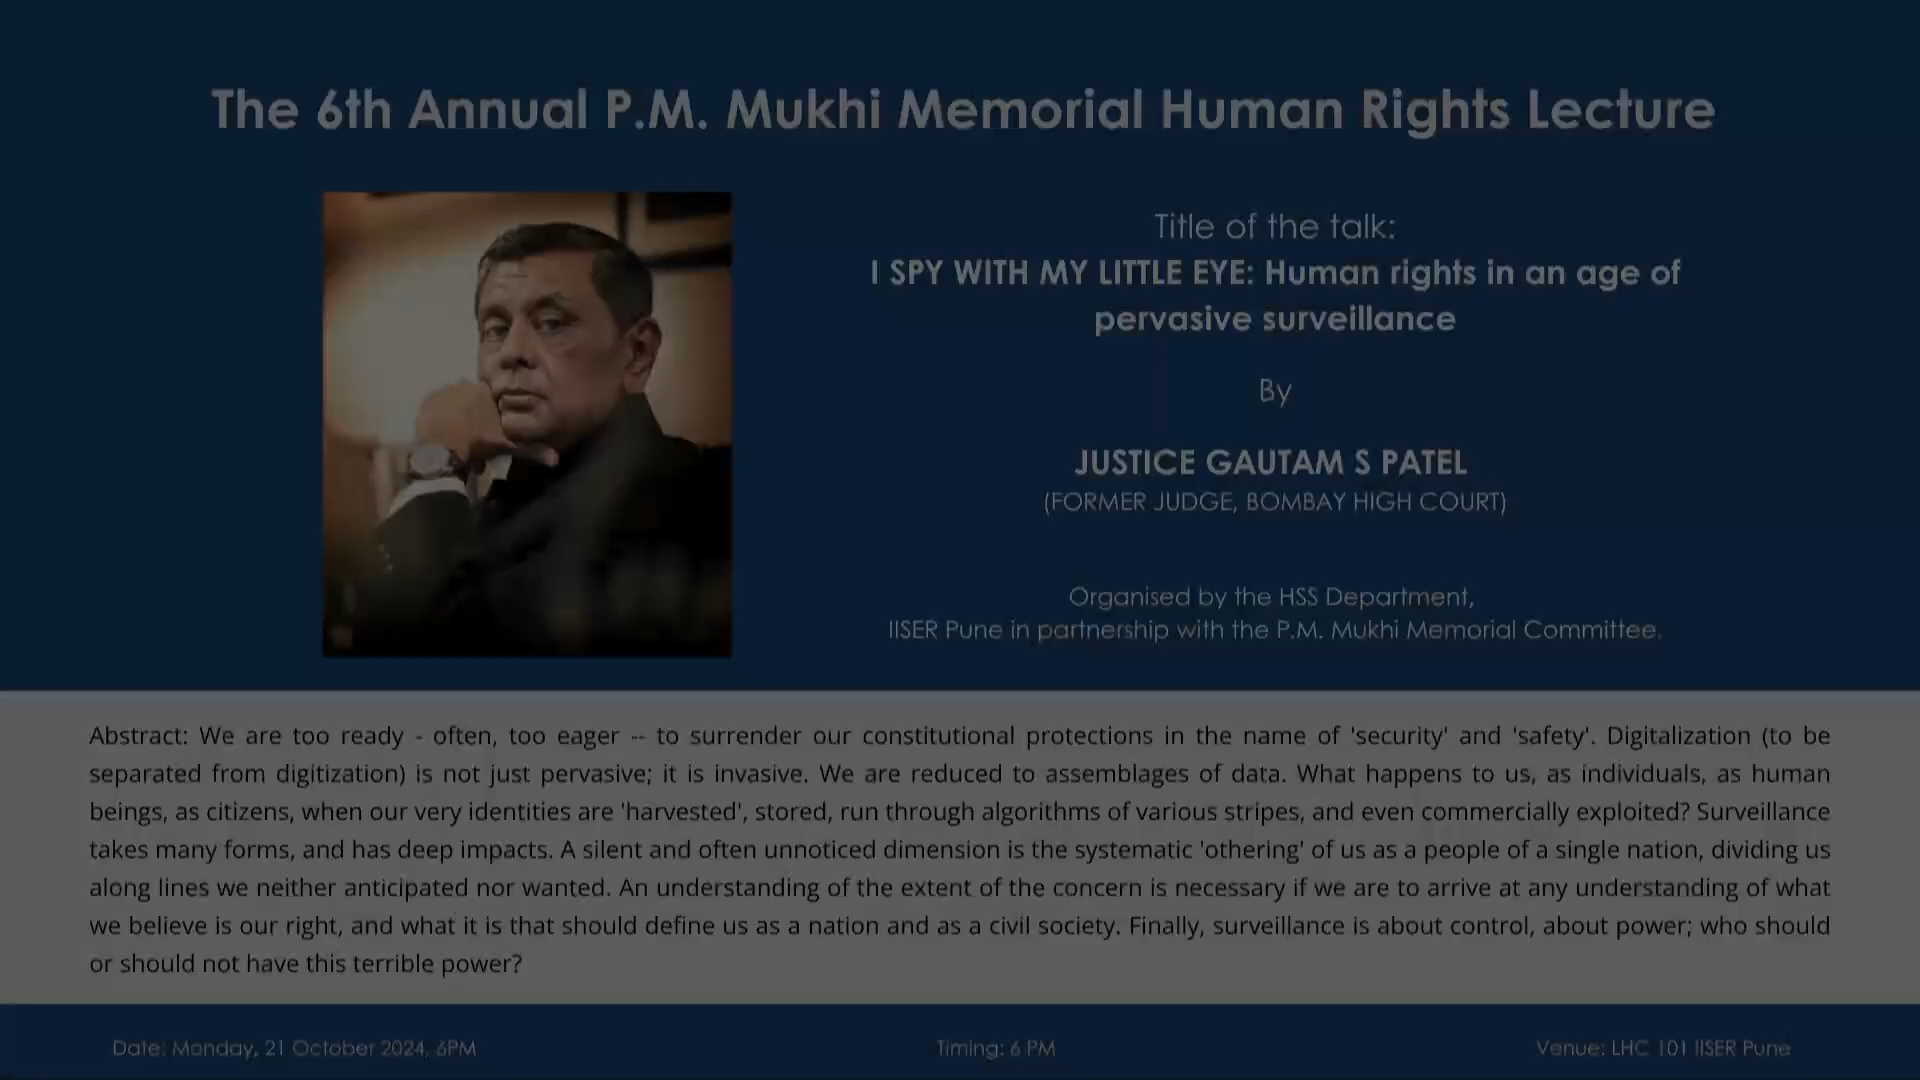 The 6th Annual P.M. Mukhi Memorial Human Rights Lecture
Title of the talk:
I SPY WITH MY LITTLE EYE: Human rights in an age of
pervasive surveillance
By
JUSTICE GAUTAM S PATEL
(FORMER JUDGE, BOMBAY HIGH COURT)
Organised by the HSS Department,
IISER Pune in partnership with the P.M. Mukhi Memorial Committee.
Abstract: We are too ready - often, too eager -- to surrender our constitutional protections in the name of 'security' and 'safety'. Digitalization (to be
separated from digitization) is not just pervasive; it is invasive. We are reduced to assemblages of data. What happens to us, as individuals, as human
beings, as citizens, when our very identities are 'harvested', stored, run through algorithms of various stripes, and even commercially exploited? Surveillance
takes many forms, and has deep impacts. A silent and often unnoticed dimension is the systematic 'othering' of us as a people of a single nation, dividing us
along lines we neither anticipated nor wanted. An understanding of the extent of the concern is necessary if we are to arrive at any understanding of what
we believe is our right, and what it is that should define us as a nation and as a civil society. Finally, surveillance is about control, about power; who should
or should not have this terrible power?
Date: Monday, 21 October 2024, 6PM
Timing: 6 PM
Venue: LHC 101 IISER Pune